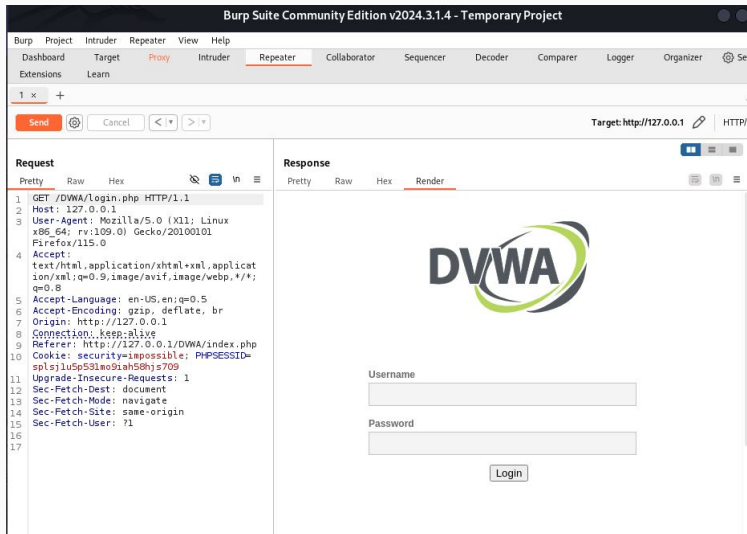 Burp Suite Community Edition v2024.3.1.4 - Temporary Project
Burp Project Intruder Repeater View Help
Dashboard Target Proxy Intruder Repeater Collaborator Sequencer Decoder Comparer Logger Organizer Se
Extensions Learn
1 × +
Send Cancel < > Target: http://127.0.0.1 HTTP/
Request
Pretty Raw Hex \n
1 GET /DVWA/login.php HTTP/1.1
2 Host: 127.0.0.1
3 User-Agent: Mozilla/5.0 (X11; Linux
x86_64; rv:109.0) Gecko/20100101
Firefox/115.0
4 Accept:
text/html,application/xhtml+xml,applicat
ion/xml;q=0.9,image/avif,image/webp,*/*;
q=0.8
5 Accept-Language: en-US,en;q=0.5
6 Accept-Encoding: gzip, deflate, br
7 Origin: http://127.0.0.1
8 Connection: keep-alive
9 Referer: http://127.0.0.1/DVWA/index.php
10 Cookie: security=impossible; PHPSESSID=
splsj1u5p531mo9iah58hjs709
11 Upgrade-Insecure-Requests: 1
12 Sec-Fetch-Dest: document
13 Sec-Fetch-Mode: navigate
14 Sec-Fetch-Site: same-origin
15 Sec-Fetch-User: ?1
16
17
Response
Pretty Raw Hex Render \n
DVWA
Username
Password
Login